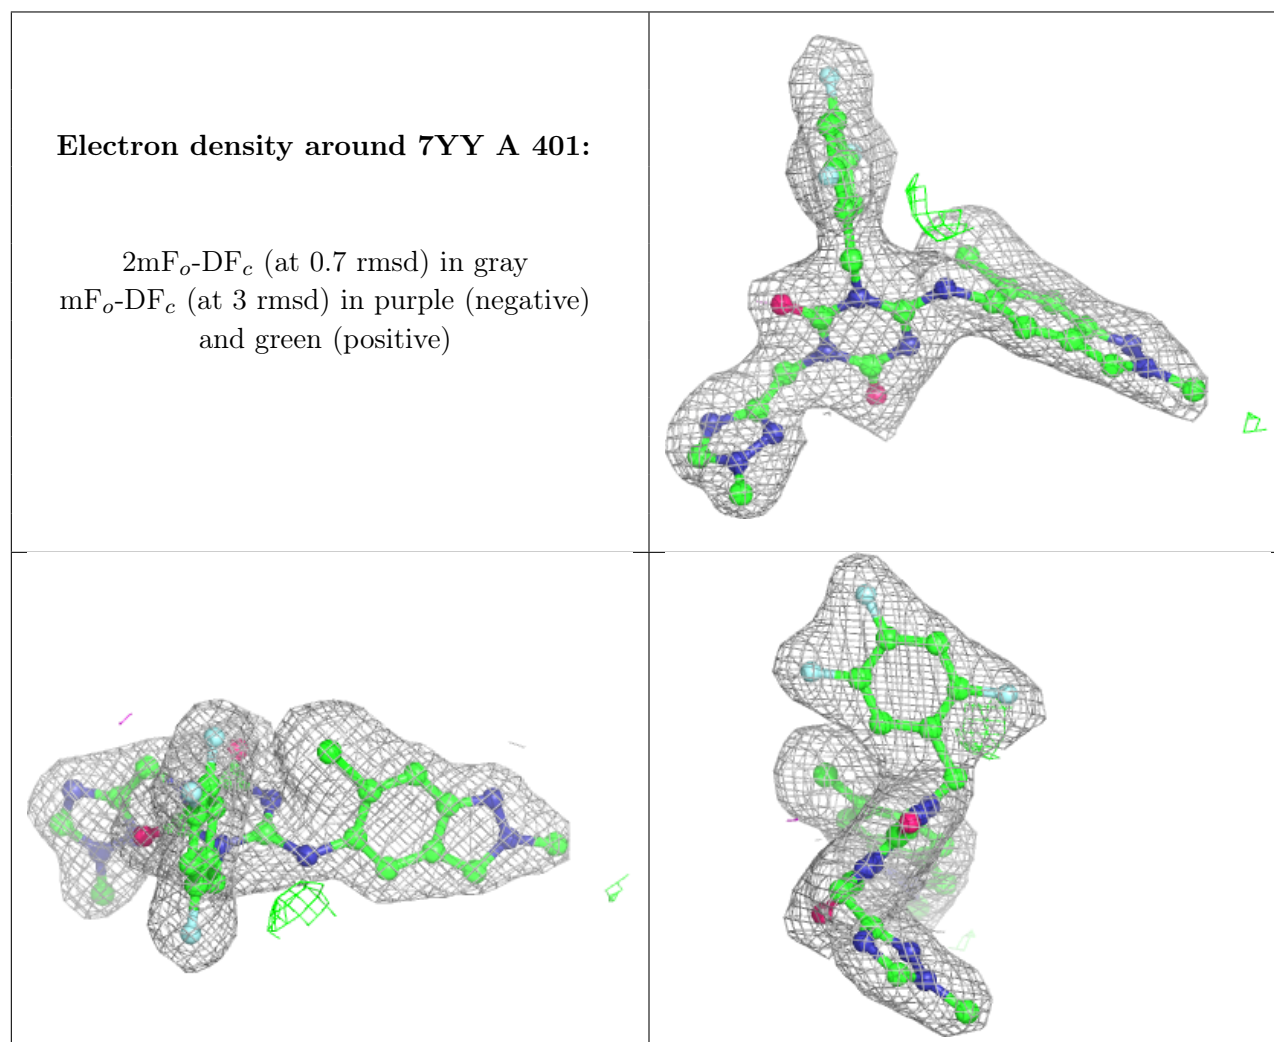 Electron density around 7YY A 401:
2mFo-DFc (at 0.7 rmsd) in gray
mFo-DFc (at 3 rmsd) in purple (negative)
and green (positive)